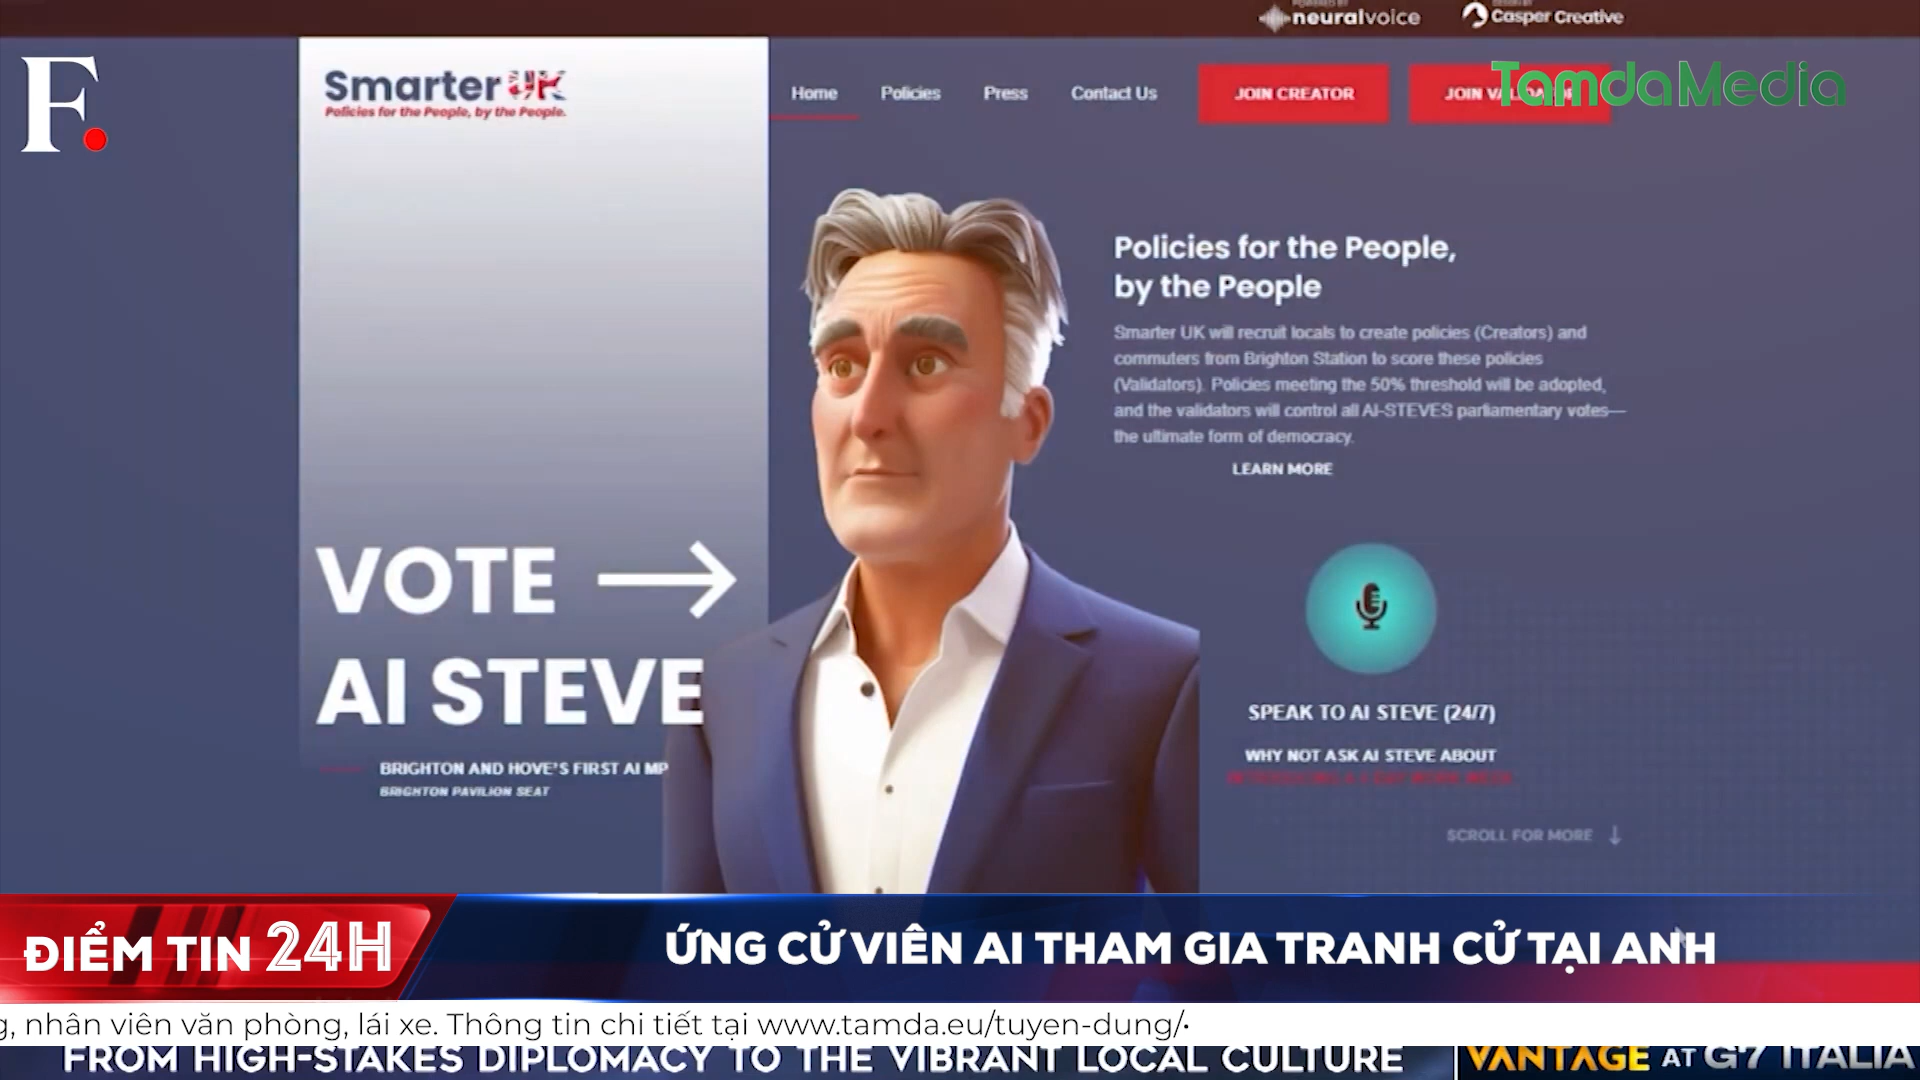 neuralvoice
Casper Creative
F.
TamdaMedia
Smarter UK
Policies for the People, by the People.
Home
Policies
Press
Contact Us
JOIN CREATOR
JOIN
Policies for the People,
by the People
Smarter UK will recruit locals to create policies (Creators) and
commuters from Brighton Station to score these policies
(Validators). Policies meeting the 50% threshold will be adopted,
and the validators will control all AI-STEVES parliamentary votes—
the ultimate form of democracy.
LEARN MORE
VOTE →
AI STEVE
BRIGHTON AND HOVE'S FIRST AI MP
BRIGHTON PAVILION SEAT
SPEAK TO AI STEVE (24/7)
WHY NOT ASK AI STEVE ABOUT
SCROLL FOR MORE ↓
ĐIỂM TIN 24H
ỨNG CỬ VIÊN AI THAM GIA TRANH CỬ TẠI ANH
g, nhân viên văn phòng, lái xe. Thông tin chi tiết tại www.tamda.eu/tuyen-dung/•
FROM HIGH-STAKES DIPLOMACY TO THE VIBRANT LOCAL CULTURE
VANTAGE AT G7 ITALIA